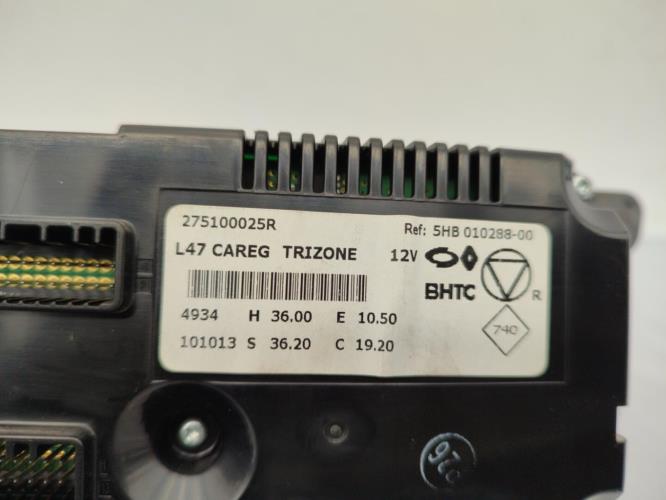 275100025R Ref: 5HB 010288-00
L47 CAREG TRIZONE 12V
BHTC R
4934 H 36.00 E 10.50
740
101013 S 36.20 C 19.20
26